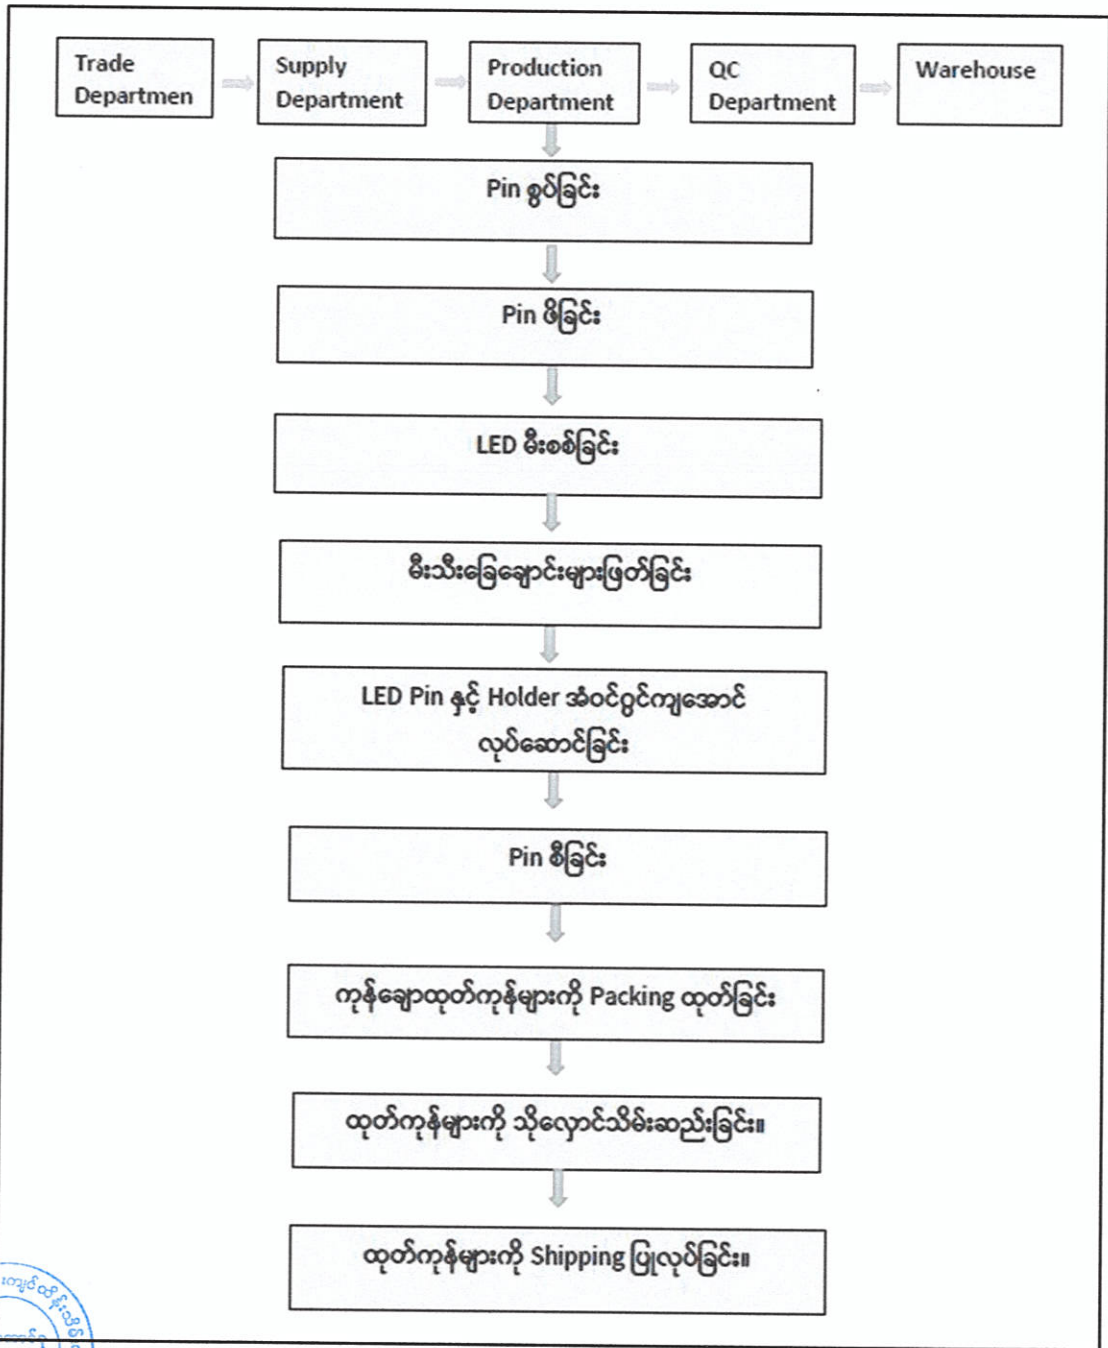 Trade
Departmen
Supply
Department
Production
Department
QC
Department
Warehouse
Pin စွပ်ခြင်း
Pin ဖိခြင်း
LED မီးစစ်ခြင်း
မီးသီးခြေချောင်းများဖြတ်ခြင်း
LED Pin နှင့် Holder အံဝင်ဂွင်ကျအောင်
လုပ်ဆောင်ခြင်း
Pin စီခြင်း
ကုန်ချောထုတ်ကုန်များကို Packing ထုတ်ခြင်း
ထုတ်ကုန်များကို သိုလှောင်သိမ်းဆည်းခြင်း။
ထုတ်ကုန်များကို Shipping ပြုလုပ်ခြင်း။